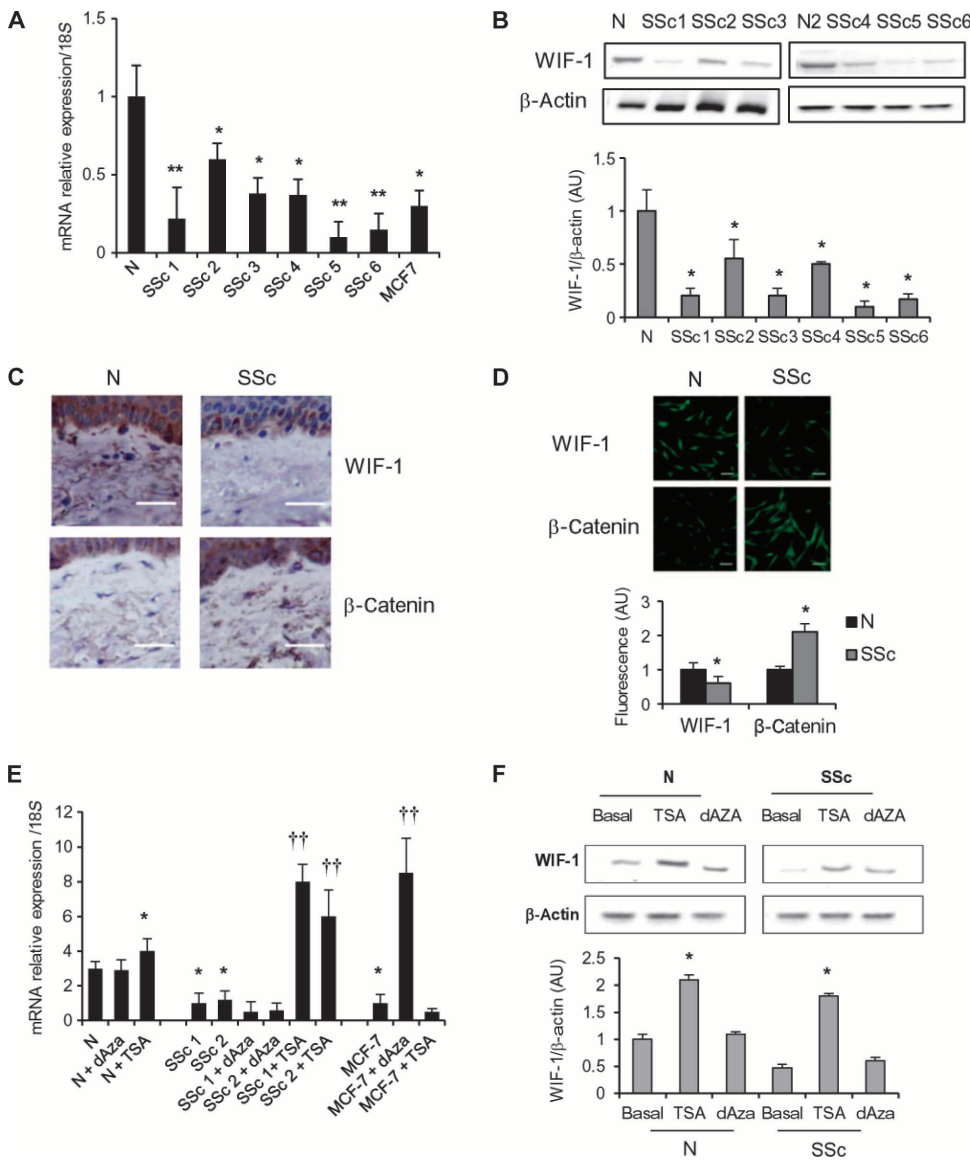 A
mRNA relative expression/18S
1.5
1
0.5
0
**
*
*
*
**
**
*
N
SSc 1
SSc 2
SSc 3
SSc 4
SSc 5
SSc 6
MCF7
B
N SSc1 SSc2 SSc3 N2 SSc4 SSc5 SSc6
WIF-1
β-Actin
WIF-1/β-actin (AU)
1.5
1
0.5
0
*
*
*
*
*
*
N SSc1 SSc2 SSc3 SSc4 SSc5 SSc6
C
N SSc
WIF-1
β-Catenin
D
N SSc
WIF-1
β-Catenin
Fluorescence (AU)
3
2
1
0
*
*
N
SSc
WIF-1 β-Catenin
E
mRNA relative expression /18S
12
10
8
6
4
2
0
*
*
*
††
††
*
††
N
N + dAza
N + TSA
SSc 1
SSc 2
SSc 1 + dAza
SSc 2 + dAza
SSc 1+ TSA
SSc 2 + TSA
MCF-7
MCF-7 + dAza
MCF-7 + TSA
F
N SSc
Basal TSA dAZA Basal TSA dAZA
WIF-1
β-Actin
WIF-1/β-actin (AU)
2.5
2
1.5
1
0.5
0
*
*
Basal TSA dAza Basal TSA dAza
N SSc